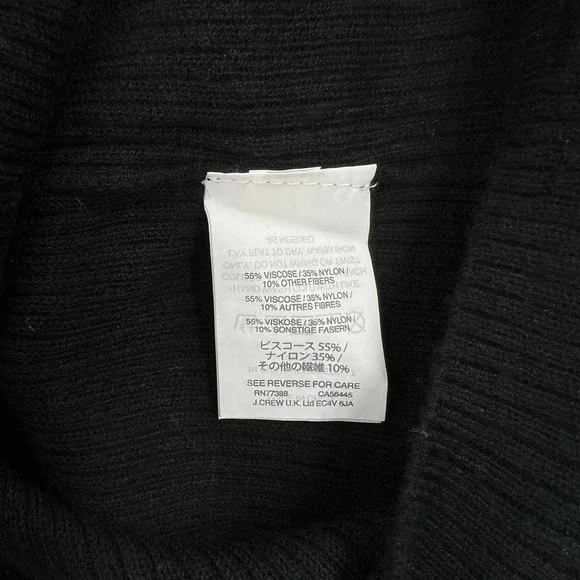 55% VISCOSE / 35% NYLON /
10% OTHER FIBERS
55% VISCOSE / 35% NYLON /
10% AUTRES FIBRES
55% VISKOSE / 35% NYLON /
10% SONSTIGE FASERN
ビスコース 55% /
ナイロン 35% /
その他の繊維 10%
SEE REVERSE FOR CARE
RN77388 CA56445
J.CREW U.K. Ltd EC4V 6JA